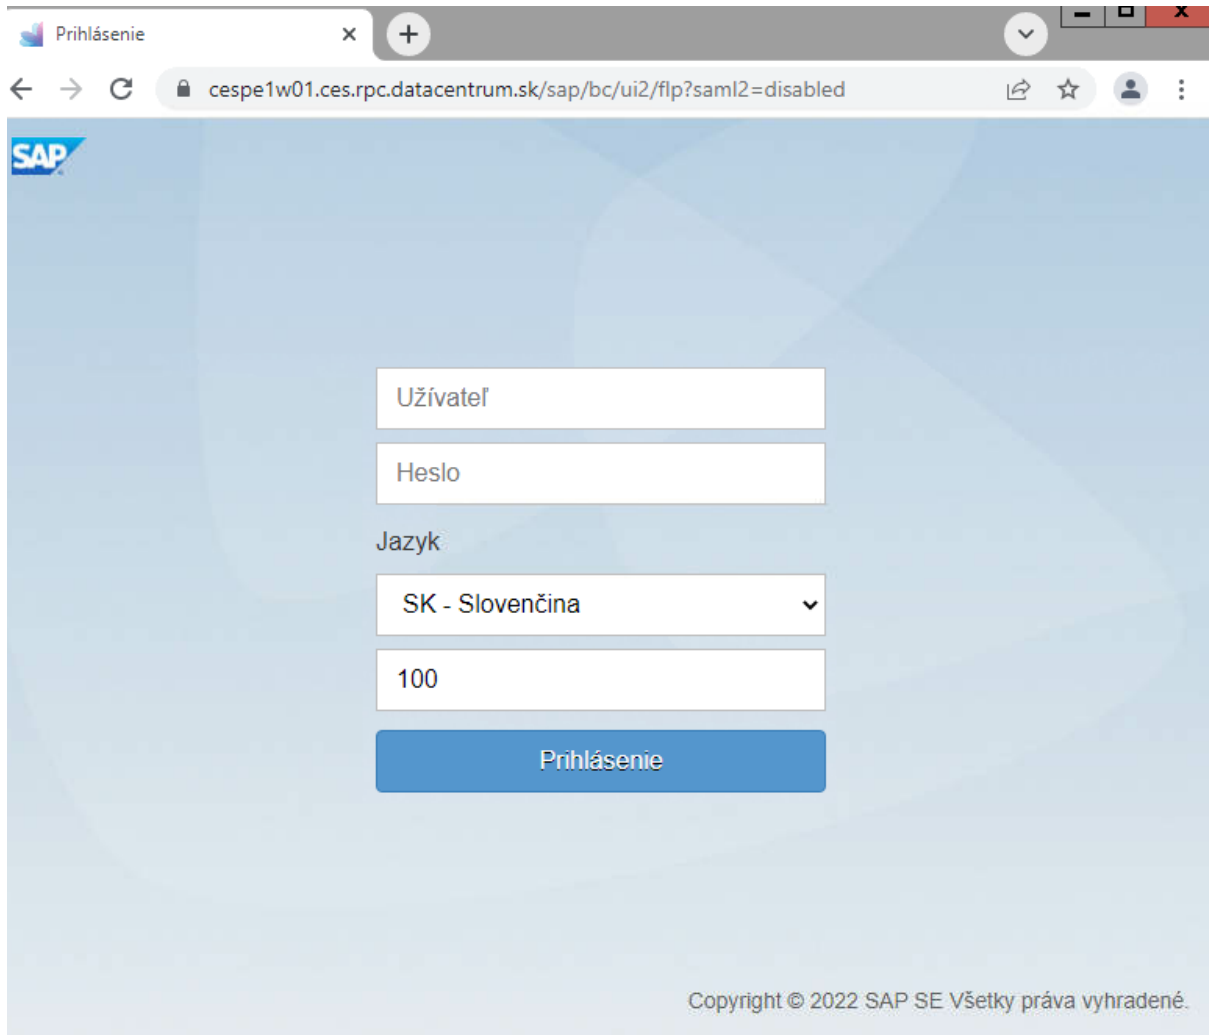 Prihlásenie
cespe1w01.ces.rpc.datacentrum.sk/sap/bc/ui2/flp?saml2=disabled
SAP
Užívateľ
Heslo
Jazyk
SK - Slovenčina
100
Prihlásenie
Copyright © 2022 SAP SE Všetky práva vyhradené.